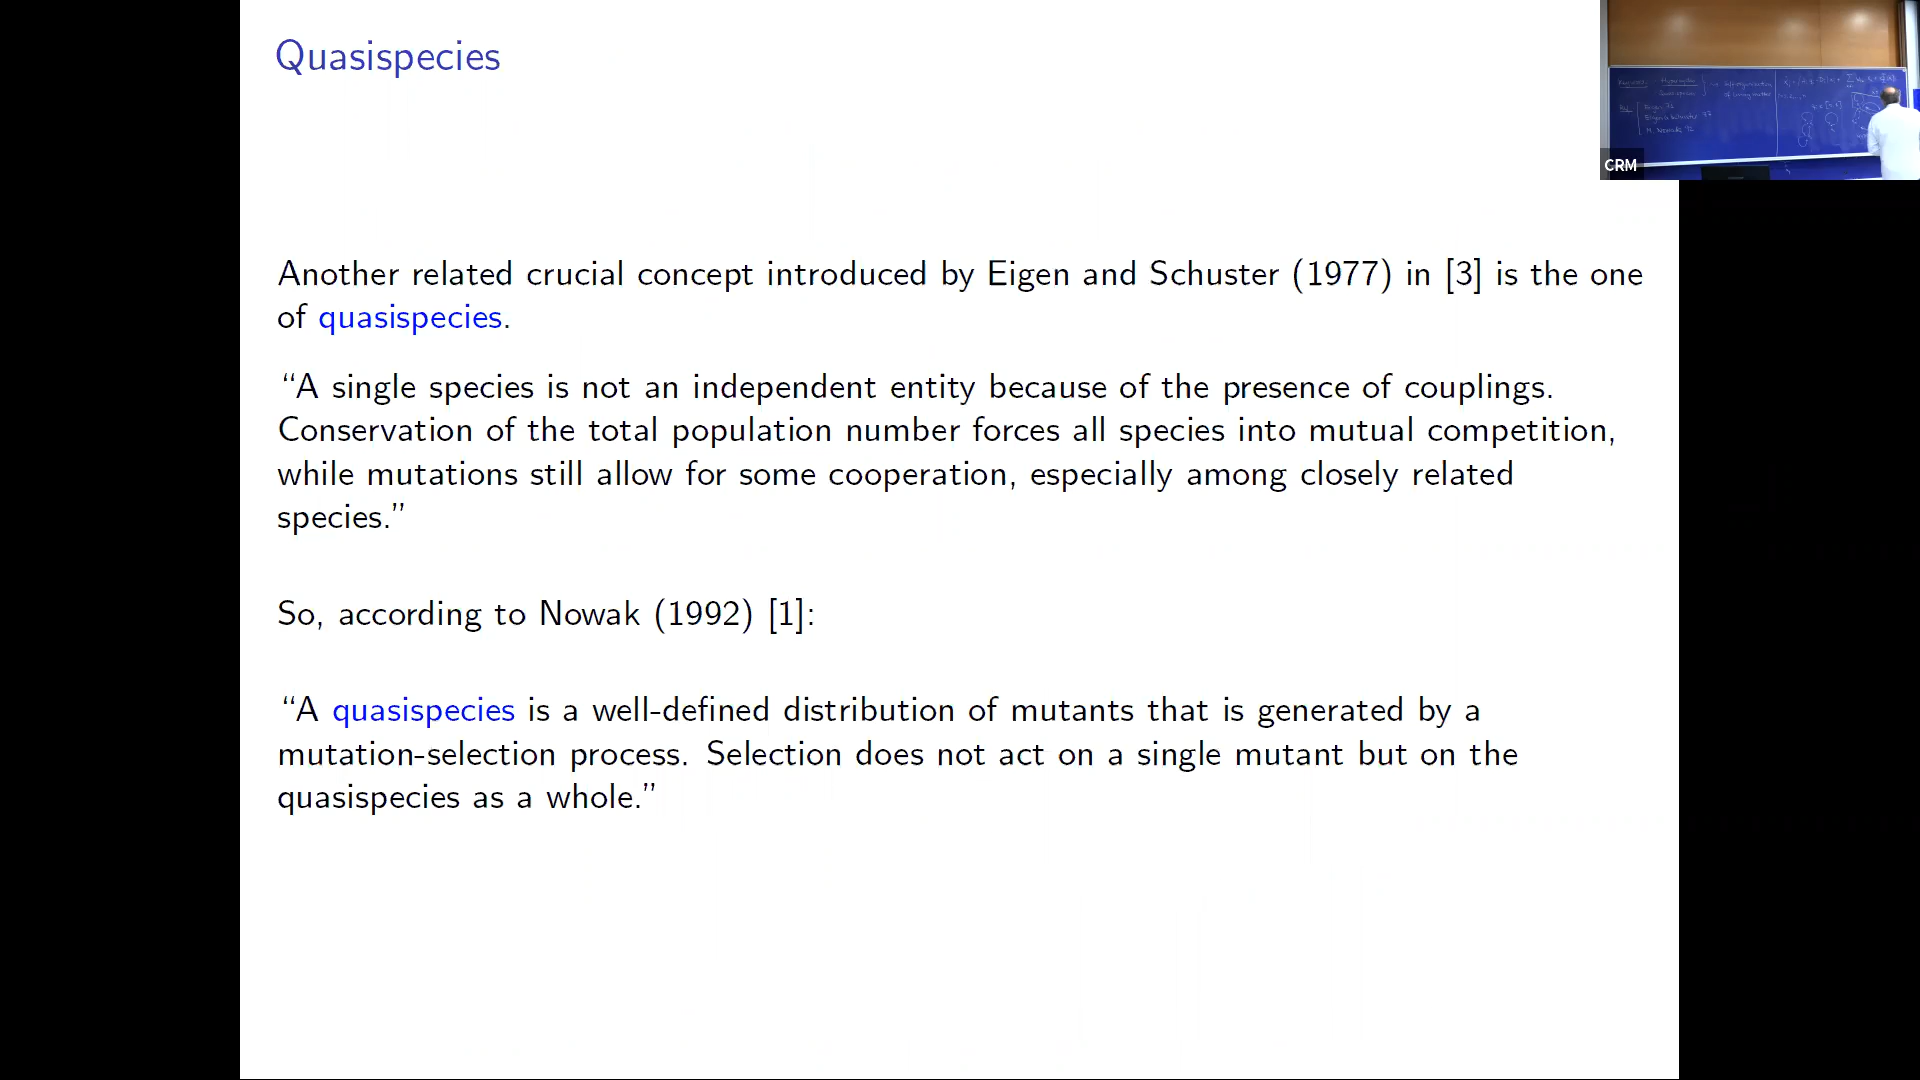 Quasispecies
Another related crucial concept introduced by Eigen and Schuster (1977) in [3] is the one
of quasispecies.
“A single species is not an independent entity because of the presence of couplings.
Conservation of the total population number forces all species into mutual competition,
while mutations still allow for some cooperation, especially among closely related
species.”
So, according to Nowak (1992) [1]:
“A quasispecies is a well-defined distribution of mutants that is generated by a
mutation-selection process. Selection does not act on a single mutant but on the
quasispecies as a whole.”
CRM